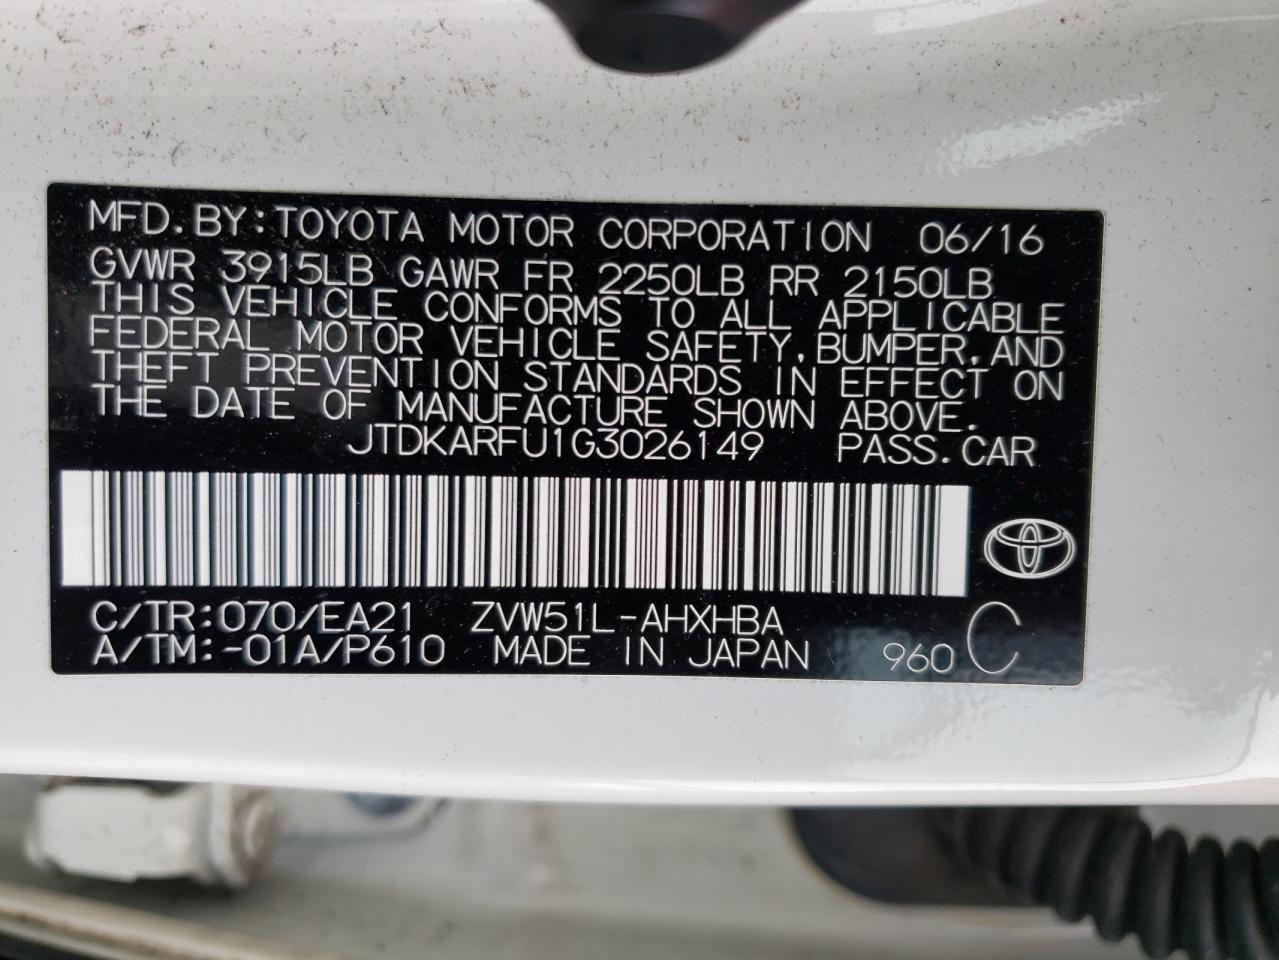 MFD.BY:TOYOTA MOTOR CORPORATION 06/16
GVWR 3915LB GAWR FR 2250LB RR 2150LB
THIS VEHICLE CONFORMS TO ALL APPLICABLE
FEDERAL MOTOR VEHICLE SAFETY,BUMPER,AND
THEFT PREVENTION STANDARDS IN EFFECT ON
THE DATE OF MANUFACTURE SHOWN ABOVE.
JTDKARFU1G3026149 PASS.CAR
C/TR:070/EA21 ZVW51L-AHXHBA C
A/TM:-01A/P610 MADE IN JAPAN 960